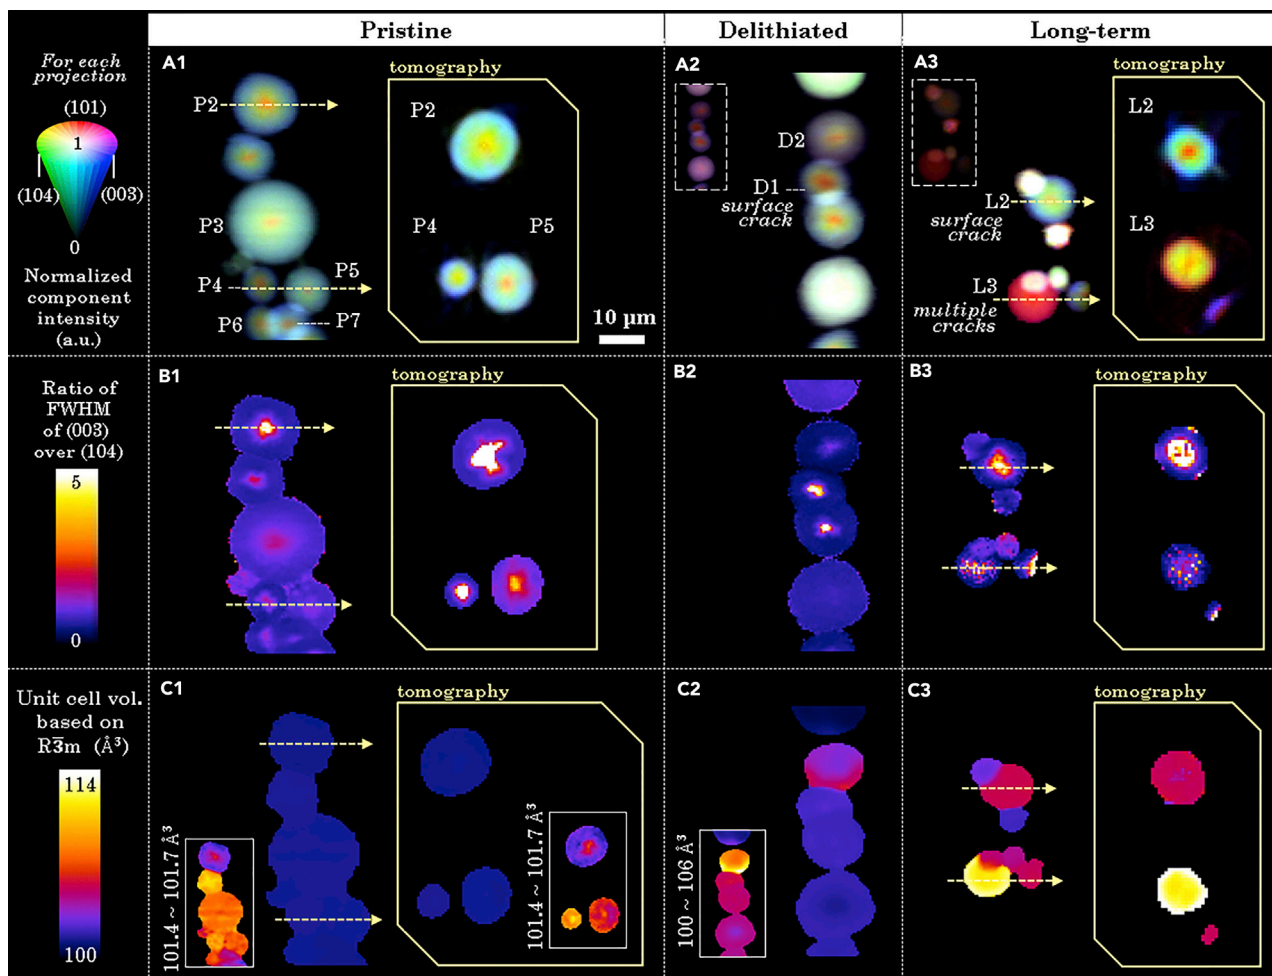 Pristine
Delithiated
Long-term
For each
projection
(101)
1
(104)
(003)
0
Normalized
component
intensity
(a.u.)
A1
tomography
P2
P2
P3
P4
P5
P4
P5
P6
P7
10 µm
A2
D2
D1
surface
crack
A3
tomography
L2
L2
surface
crack
L3
L3
multiple
cracks
Ratio of
FWHM
of (003)
over (104)
5
0
B1
tomography
B2
B3
tomography
Unit cell vol.
based on
R3̅m (Å³)
114
100
C1
tomography
101.4 ~ 101.7 Å³
101.4 ~ 101.7 Å³
C2
100 ~ 106 Å³
C3
tomography